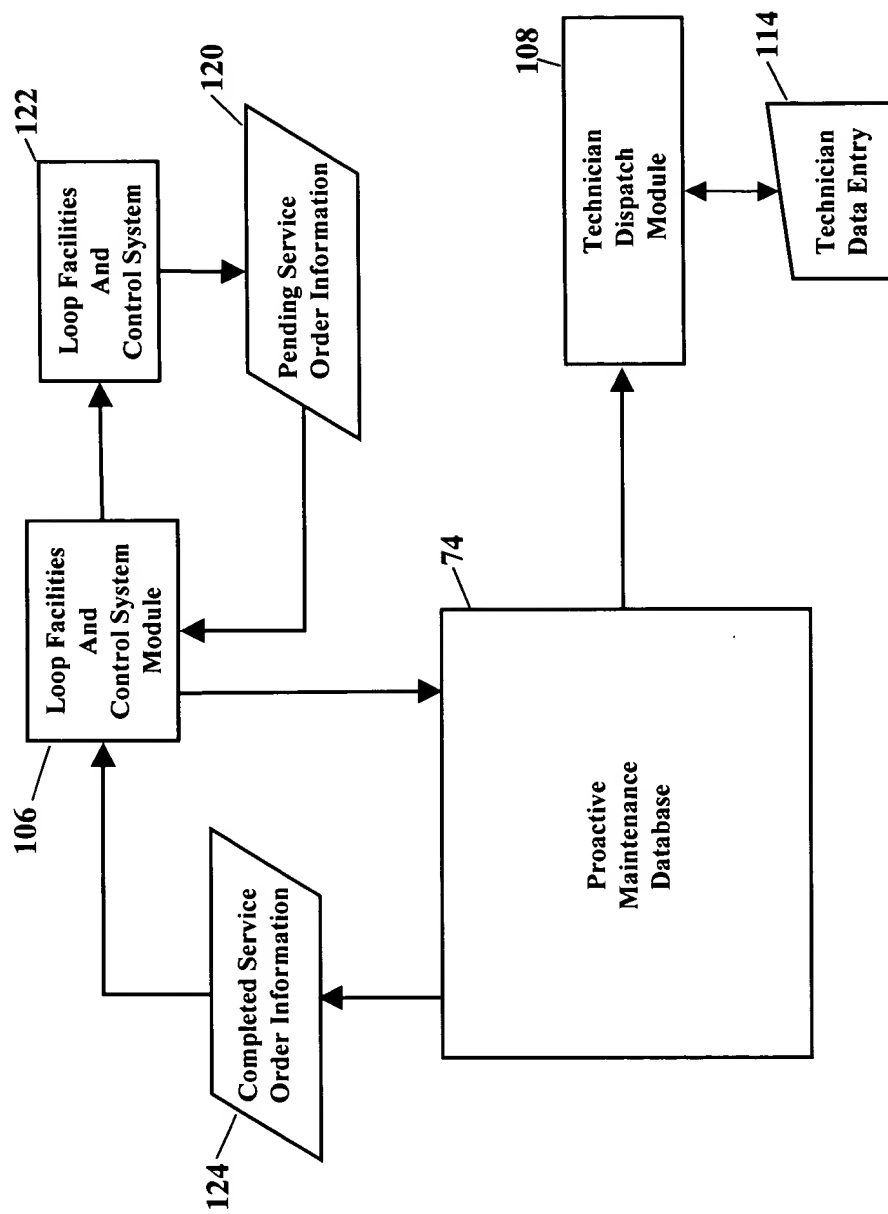 122
Loop Facilities
And
Control System
120
Pending Service
Order Information
106
Loop Facilities
And
Control System
Module
124
Completed Service
Order Information
74
Proactive
Maintenance
Database
108
Technician
Dispatch
Module
114
Technician
Data Entry